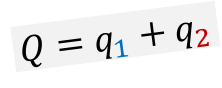 Q = q₁ + q₂